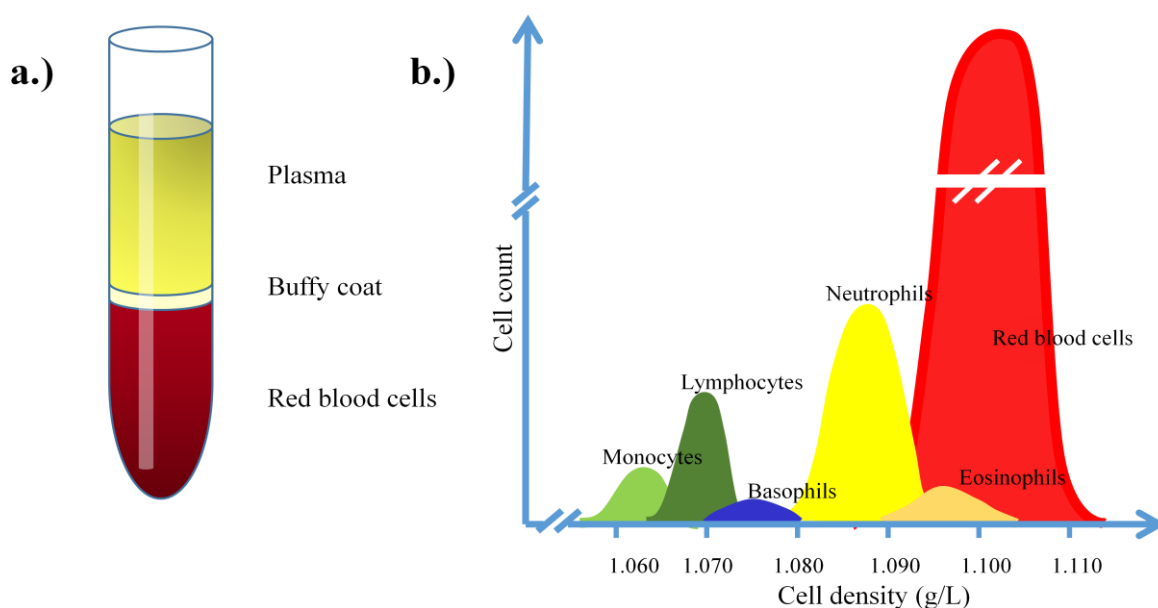 a.)
Plasma
Buffy coat
Red blood cells
b.)
Cell count
Neutrophils
Red blood cells
Lymphocytes
Monocytes
Basophils
Eosinophils
1.060 1.070 1.080 1.090 1.100 1.110
Cell density (g/L)